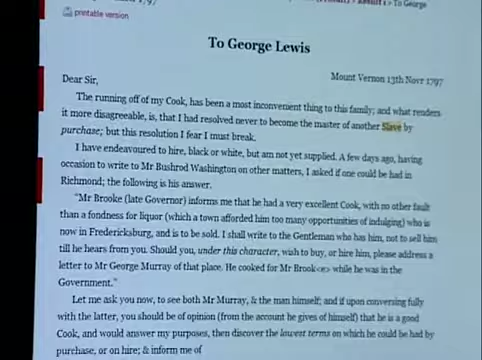 1797
> To George
printable version
To George Lewis
Mount Vernon 13th Novr 1797
Dear Sir,
The running off of my Cook, has been a most inconvenient thing to this family; and what renders
it more disagreeable, is, that I had resolved never to become the master of another Slave by
purchase; but this resolution I fear I must break.
I have endeavoured to hire, black or white, but am not yet supplied. A few days ago, having
occasion to write to Mr Bushrod Washington on other matters, I asked if one could be had in
Richmond; the following is his answer.
"Mr Brooke (late Governor) informs me that he had a very excellent Cook, with no other fault
than a fondness for liquor (which a town afforded him too many opportunities of indulging) who is
now in Fredericksburg, and is to be sold. I shall write to the Gentleman who has him, not to sell him
till he hears from you. Should you, under this character, wish to buy, or hire him, please address a
letter to Mr George Murray of that place. He cooked for Mr Brook<e> while he was in the
Government."
Let me ask you now, to see both Mr Murray, & the man himself; and if upon conversing fully
with the latter, you should be of opinion (from the account he gives of himself) that he is a good
Cook, and would answer my purposes, then discover the lowest terms on which he could be had by
purchase, or on hire; & inform me of